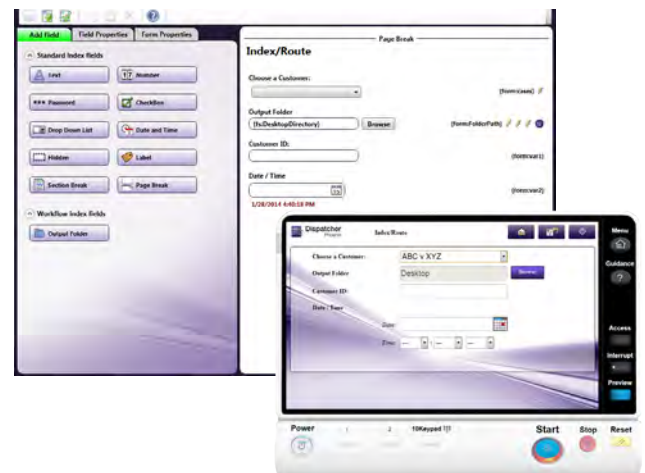 Add Field
Field Properties
Form Properties
Standard Index Fields
Text
Number
Password
CheckBox
Drop Down List
Date and Time
Hidden
Label
Section Break
Page Break
Workflow Index Fields
Output Folder
Page Break
Index/Route
Choose a Customer:
{form:cases}
Output Folder
{fs:DesktopDirectory}
Browse
{form:FolderPath}
Customer ID:
{form:var1}
Date / Time
{form:var2}
1/28/2014 4:40:58 PM
Dispatcher
Phoenix
Index/Route
Choose a Customer:
ABC v XYZ
Output Folder
Desktop
Browse
Customer ID:
Date / Time
Date:
Time:
Menu
Guidance
?
Access
Interrupt
Preview
Power
1
2
10Keypad
Start
Stop
Reset